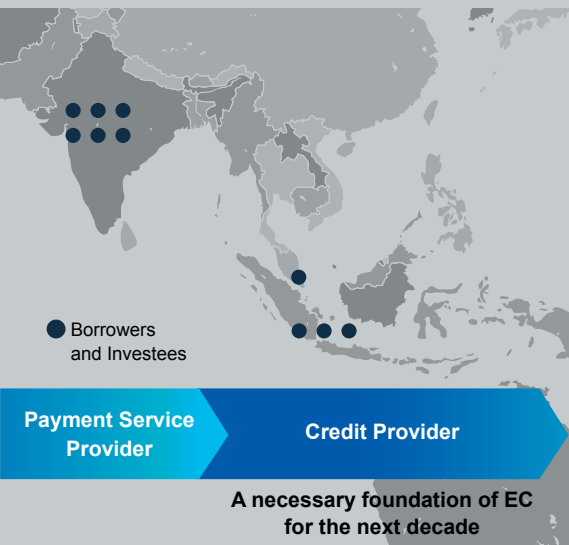 Borrowers
and Investees
Payment Service
Provider
Credit Provider
A necessary foundation of EC
for the next decade